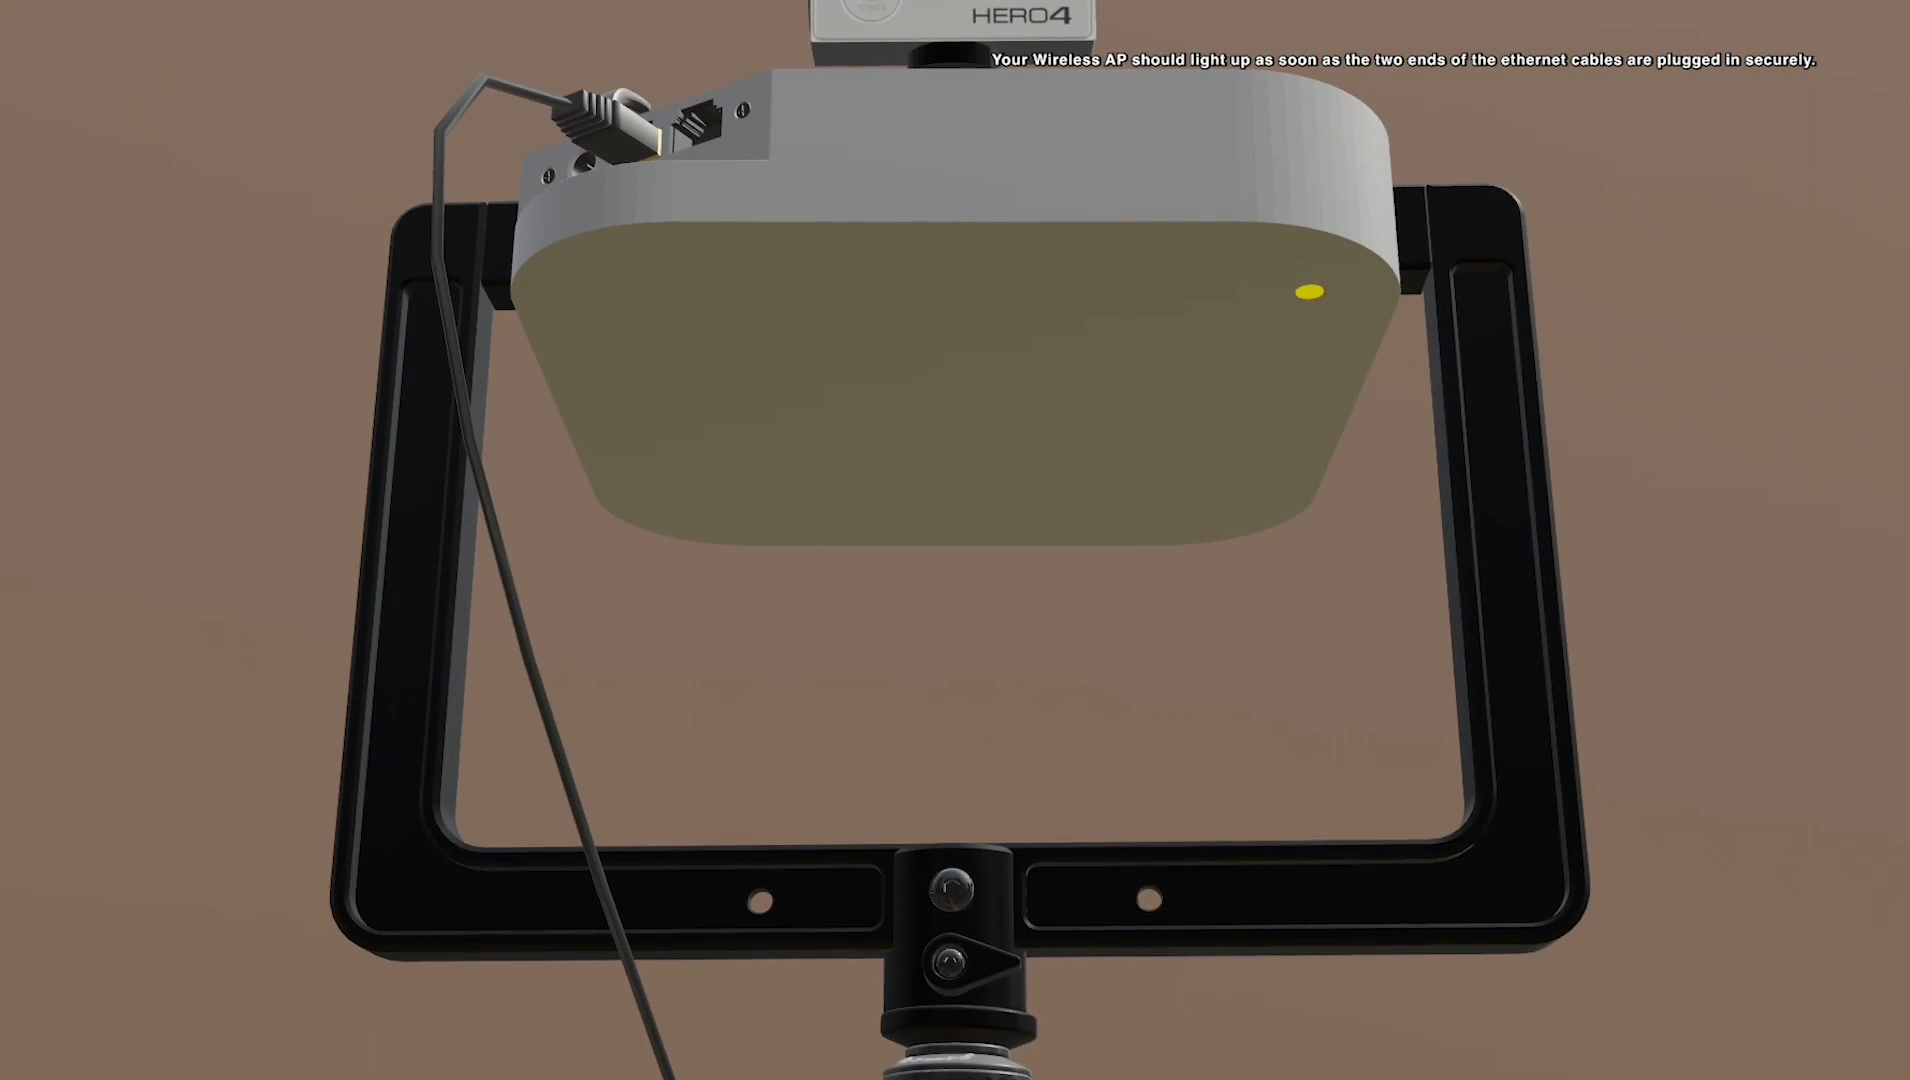 mode
HERO4
Your Wireless AP should light up as soon as the two ends of the ethernet cables are plugged in securely.